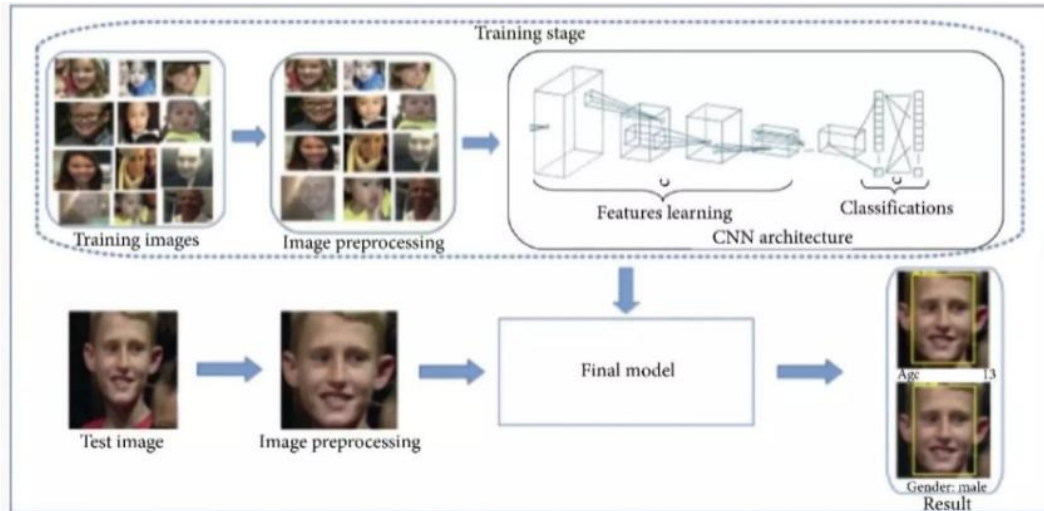 Training stage
Training images
Image preprocessing
Features learning
Classifications
CNN architecture
Test image
Image preprocessing
Final model
Age 13
Gender: male
Result